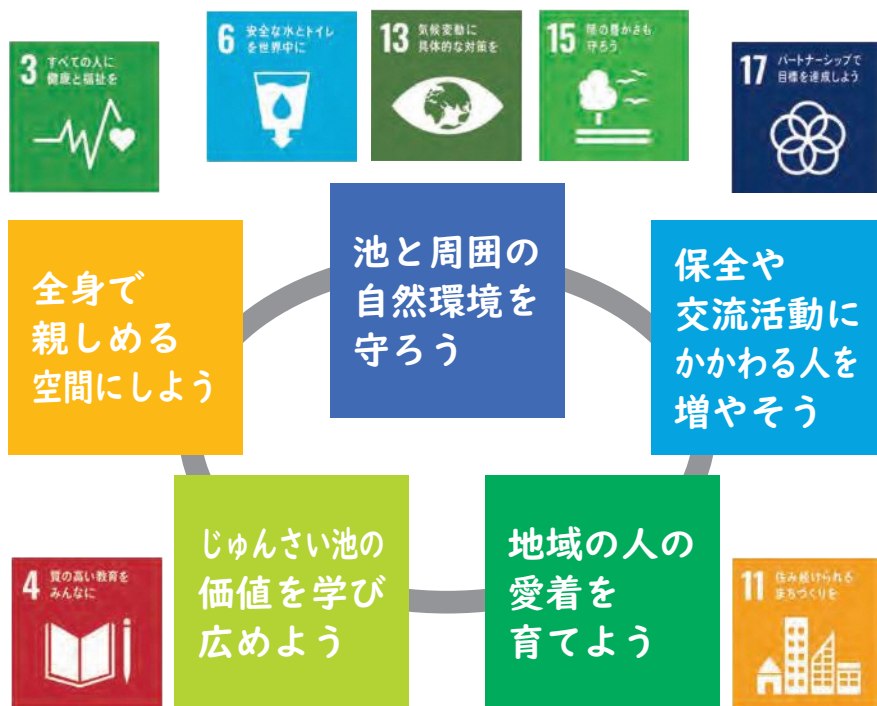 3 すべての人に
健康と福祉を
6 安全な水とトイレ
を世界中に
13 気候変動に
具体的な対策を
15 陸の豊かさも
守ろう
17 パートナーシップで
目標を達成しよう
全身で
親しめる
空間にしよう
池と周囲の
自然環境を
守ろう
保全や
交流活動に
かかわる人を
増やそう
じゅんさい池の
価値を学び
広めよう
地域の人の
愛着を
育てよう
4 質の高い教育を
みんなに
11 住み続けられる
まちづくりを